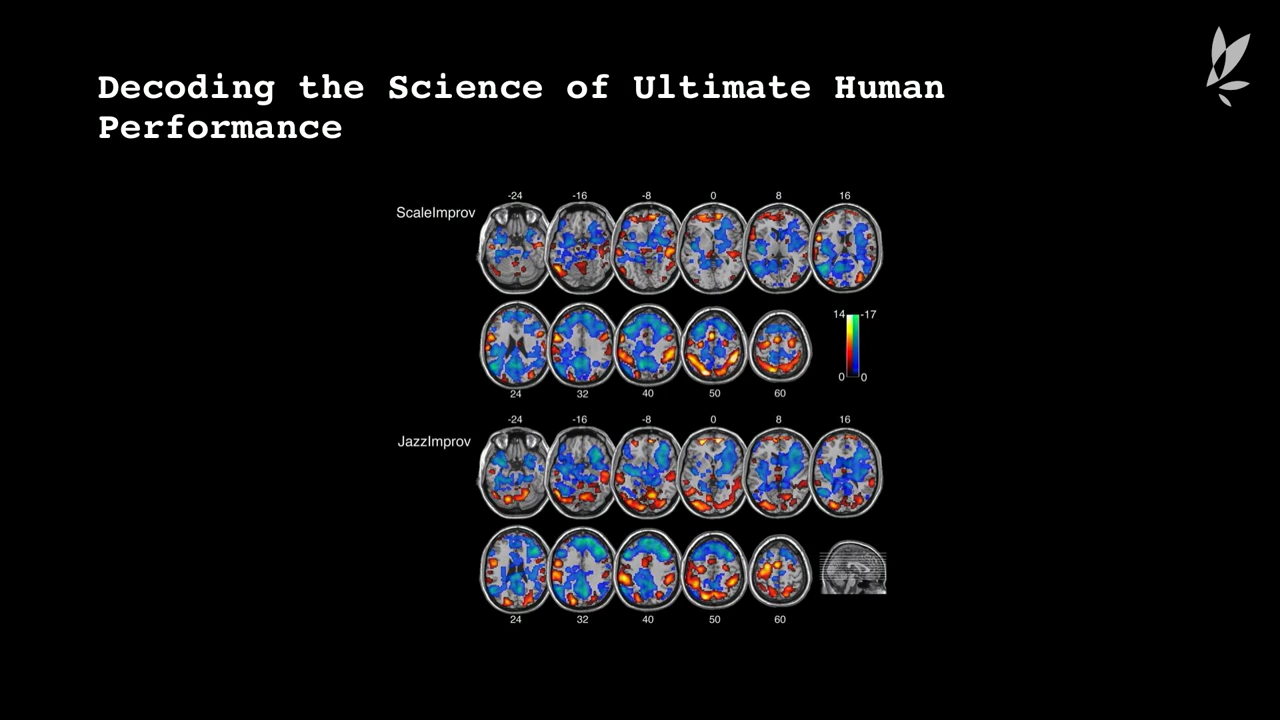 Decoding the Science of Ultimate Human
Performance
-24 -16 -8 0 8 16
ScaleImprov
14 -17
0 0
24 32 40 50 60
-24 -16 -8 0 8 16
JazzImprov
24 32 40 50 60